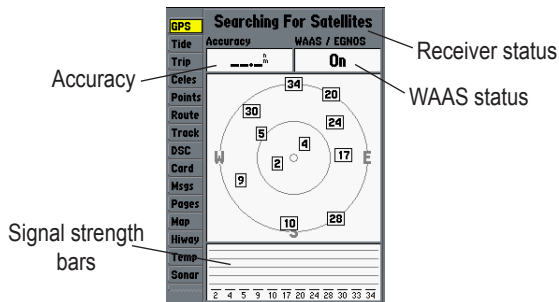 GPS
Tide
Trip
Celes
Points
Route
Track
DSC
Card
Msgs
Pages
Map
Hiway
Temp
Sonar
Searching For Satellites
Accuracy WAAS / EGNOS
__._ n m On
34
20
30
24
5
4
17
2
W E
9
10
28
S
2 4 5 9 10 17 20 24 28 30 33 34
Receiver status
Accuracy
WAAS status
Signal strength
bars